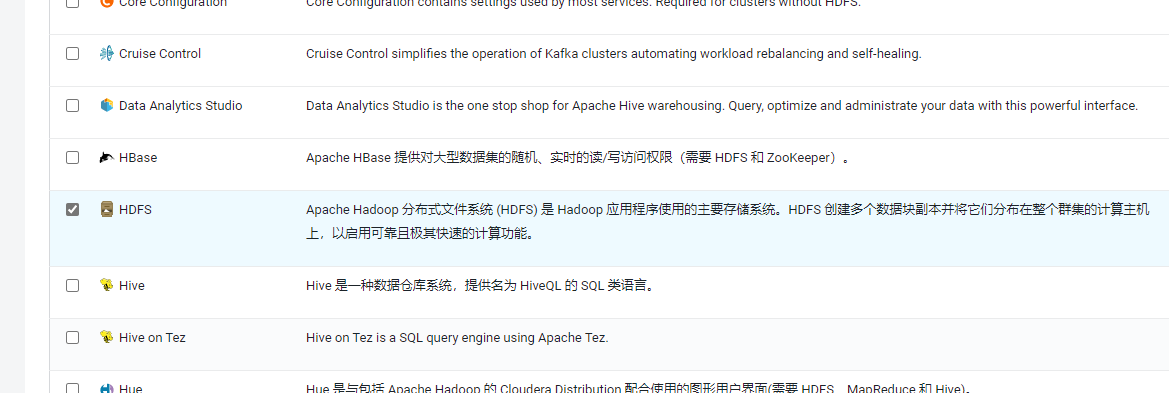 Core Configuration Core Configuration contains settings used by most services. Required for clusters without HDFS.
Cruise Control Cruise Control simplifies the operation of Kafka clusters automating workload rebalancing and self-healing.
Data Analytics Studio Data Analytics Studio is the one stop shop for Apache Hive warehousing. Query, optimize and administrate your data with this powerful interface.
HBase Apache HBase 提供对大型数据集的随机、实时的读/写访问权限（需要 HDFS 和 ZooKeeper）。
HDFS Apache Hadoop 分布式文件系统 (HDFS) 是 Hadoop 应用程序使用的主要存储系统。HDFS 创建多个数据块副本并将它们分布在整个群集的计算主机
上，以启用可靠且极其快速的计算功能。
Hive Hive 是一种数据仓库系统，提供名为 HiveQL 的 SQL 类语言。
Hive on Tez Hive on Tez is a SQL query engine using Apache Tez.
Hue Hue 是与包括 Apache Hadoop 的 Cloudera Distribution 配合使用的图形用户界面(需要 HDFS、MapReduce 和 Hive)。